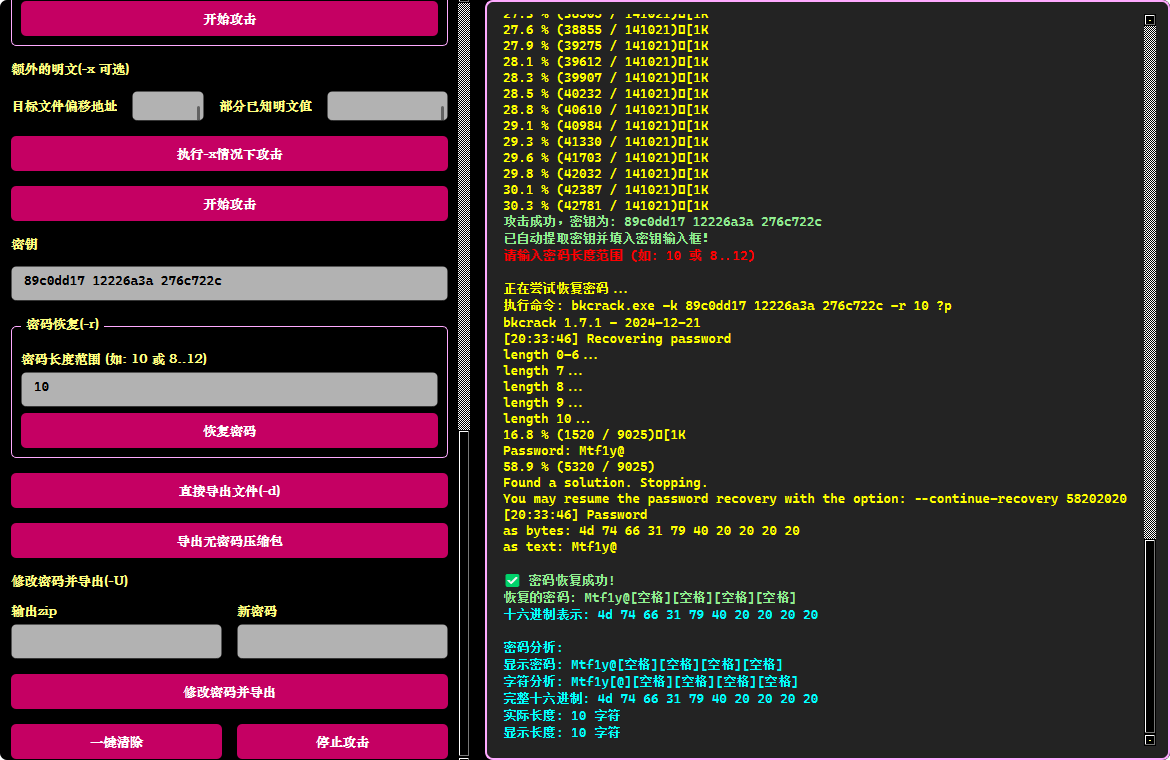 开始攻击
额外的明文(-x 可选)
目标文件偏移地址
部分已知明文值
执行-x情况下攻击
开始攻击
密钥
89c0dd17 12226a3a 276c722c
密码恢复(-r)
密码长度范围 (如: 10 或 8..12)
10
恢复密码
直接导出文件(-d)
导出无密码压缩包
修改密码并导出(-U)
输出zip
新密码
修改密码并导出
一键清除
停止攻击
27.6 % (38855 / 141021)[1K
27.9 % (39275 / 141021)[1K
28.1 % (39612 / 141021)[1K
28.3 % (39907 / 141021)[1K
28.5 % (40232 / 141021)[1K
28.8 % (40610 / 141021)[1K
29.1 % (40984 / 141021)[1K
29.3 % (41330 / 141021)[1K
29.6 % (41703 / 141021)[1K
29.8 % (42032 / 141021)[1K
30.1 % (42387 / 141021)[1K
30.3 % (42781 / 141021)[1K
攻击成功，密钥为: 89c0dd17 12226a3a 276c722c
已自动提取密钥并填入密钥输入框!
请输入密码长度范围 (如: 10 或 8..12)
正在尝试恢复密码...
执行命令: bkcrack.exe -k 89c0dd17 12226a3a 276c722c -r 10 ?p
bkcrack 1.7.1 - 2024-12-21
[20:33:46] Recovering password
length 0-6...
length 7...
length 8...
length 9...
length 10...
16.8 % (1520 / 9025)[1K
Password: Mtf1y@
58.9 % (5320 / 9025)
Found a solution. Stopping.
You may resume the password recovery with the option: --continue-recovery 58202020
[20:33:46] Password
as bytes: 4d 74 66 31 79 40 20 20 20 20
as text: Mtf1y@
✅ 密码恢复成功!
恢复的密码: Mtf1y@[空格][空格][空格][空格]
十六进制表示: 4d 74 66 31 79 40 20 20 20 20
密码分析:
显示密码: Mtf1y@[空格][空格][空格][空格]
字符分析: Mtf1y[@][空格][空格][空格][空格]
完整十六进制: 4d 74 66 31 79 40 20 20 20 20
实际长度: 10 字符
显示长度: 10 字符